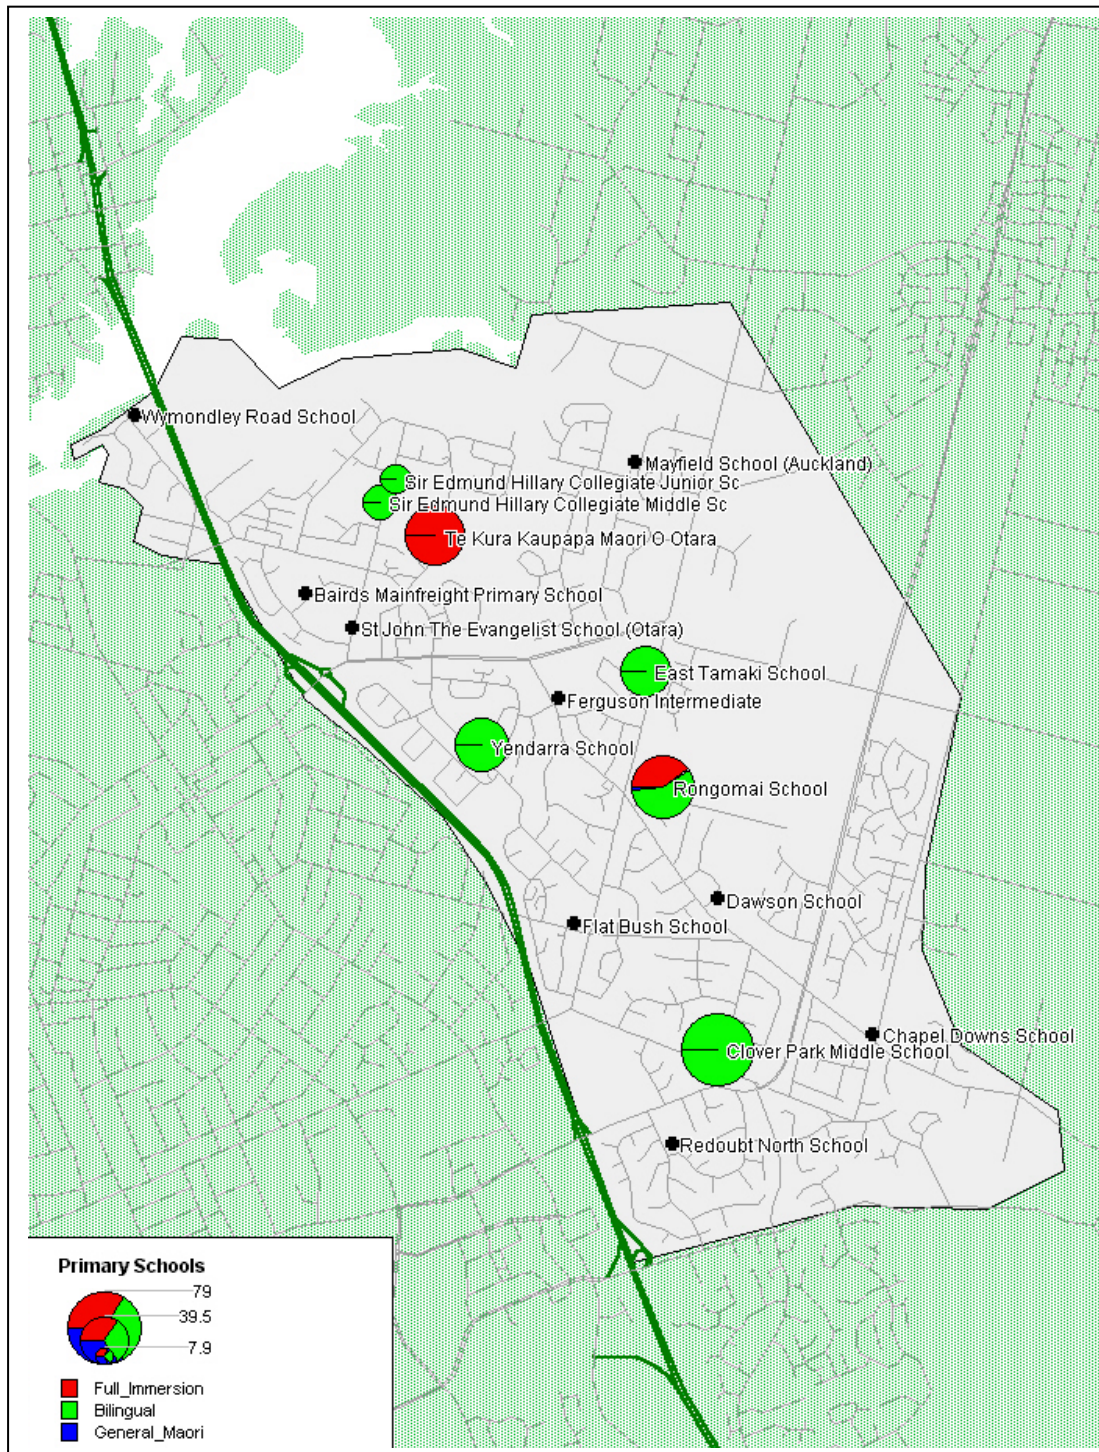 Wymondley Road School
Mayfield School (Auckland)
Sir Edmund Hillary Collegiate Junior Sc
Sir Edmund Hillary Collegiate Middle Sc
Te Kura Kaupapa Maori O Otara
Bairds Mainfreight Primary School
St John The Evangelist School (Otara)
East Tamaki School
Ferguson Intermediate
Yendarra School
Rongomai School
Dawson School
Flat Bush School
Chapel Downs School
Clover Park Middle School
Redoubt North School
Primary Schools
79
39.5
7.9
Full_Immersion
Bilingual
General_Maori